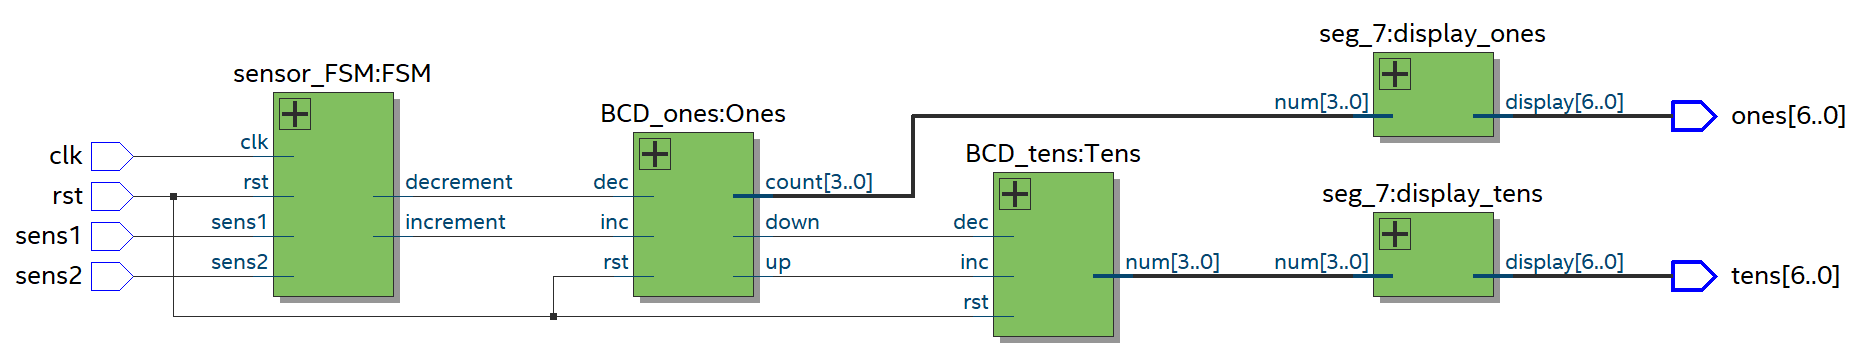 seg_7:display_ones
num[3..0]
display[6..0]
ones[6..0]
sensor_FSM:FSM
clk
clk
rst
rst
sens1
sens1
sens2
sens2
decrement
increment
BCD_ones:Ones
dec
inc
rst
count[3..0]
down
up
BCD_tens:Tens
dec
inc
rst
num[3..0]
seg_7:display_tens
num[3..0]
display[6..0]
tens[6..0]